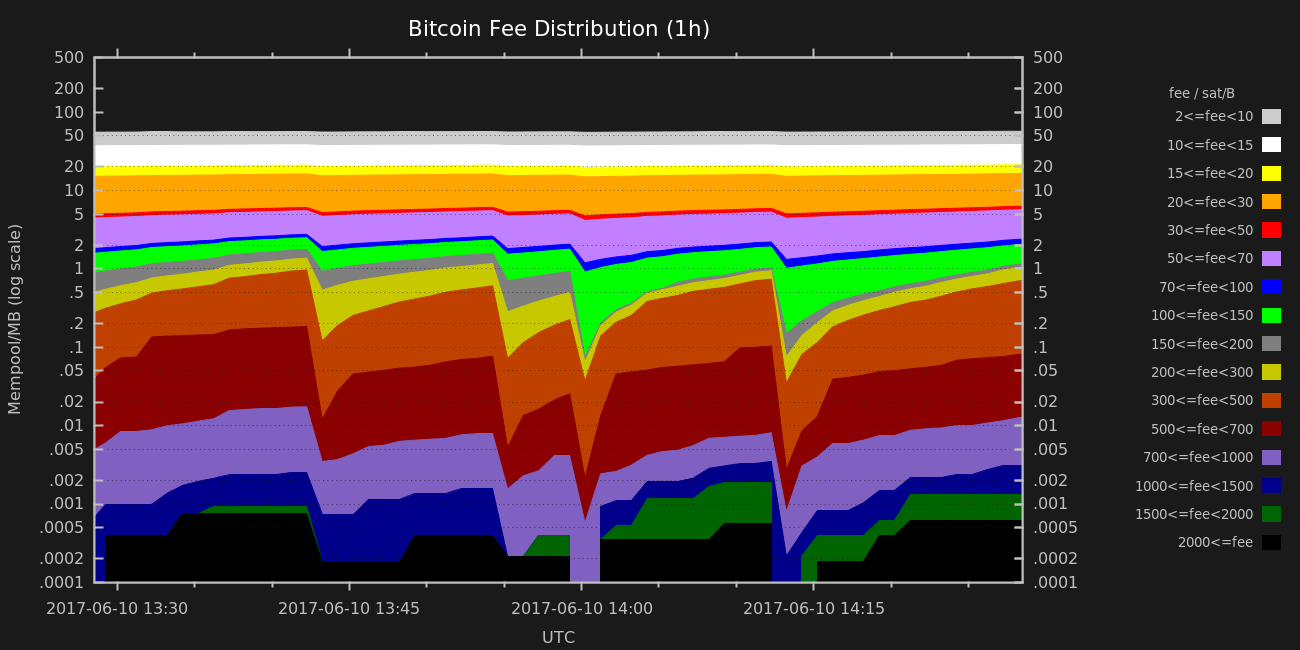 Bitcoin Fee Distribution (1h)
Mempool/MB (log scale)
500
200
100
50
20
10
5
2
1
.5
.2
.1
.05
.02
.01
.005
.002
.001
.0005
.0002
.0001
500
200
100
50
20
10
5
2
1
.5
.2
.1
.05
.02
.01
.005
.002
.001
.0005
.0002
.0001
2017-06-10 13:30
2017-06-10 13:45
2017-06-10 14:00
2017-06-10 14:15
UTC
fee / sat/B
2<=fee<10
10<=fee<15
15<=fee<20
20<=fee<30
30<=fee<50
50<=fee<70
70<=fee<100
100<=fee<150
150<=fee<200
200<=fee<300
300<=fee<500
500<=fee<700
700<=fee<1000
1000<=fee<1500
1500<=fee<2000
2000<=fee